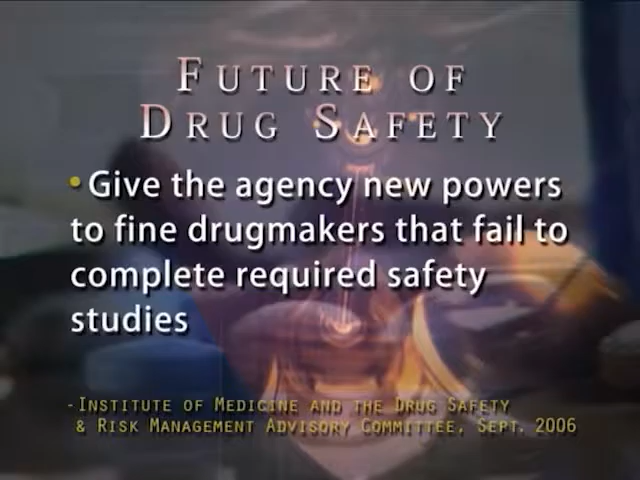 FUTURE OF
DRUG SAFETY
• Give the agency new powers
to fine drugmakers that fail to
complete required safety
studies
- INSTITUTE OF MEDICINE AND THE DRUG SAFETY
& RISK MANAGEMENT ADVISORY COMMITTEE, SEPT. 2006